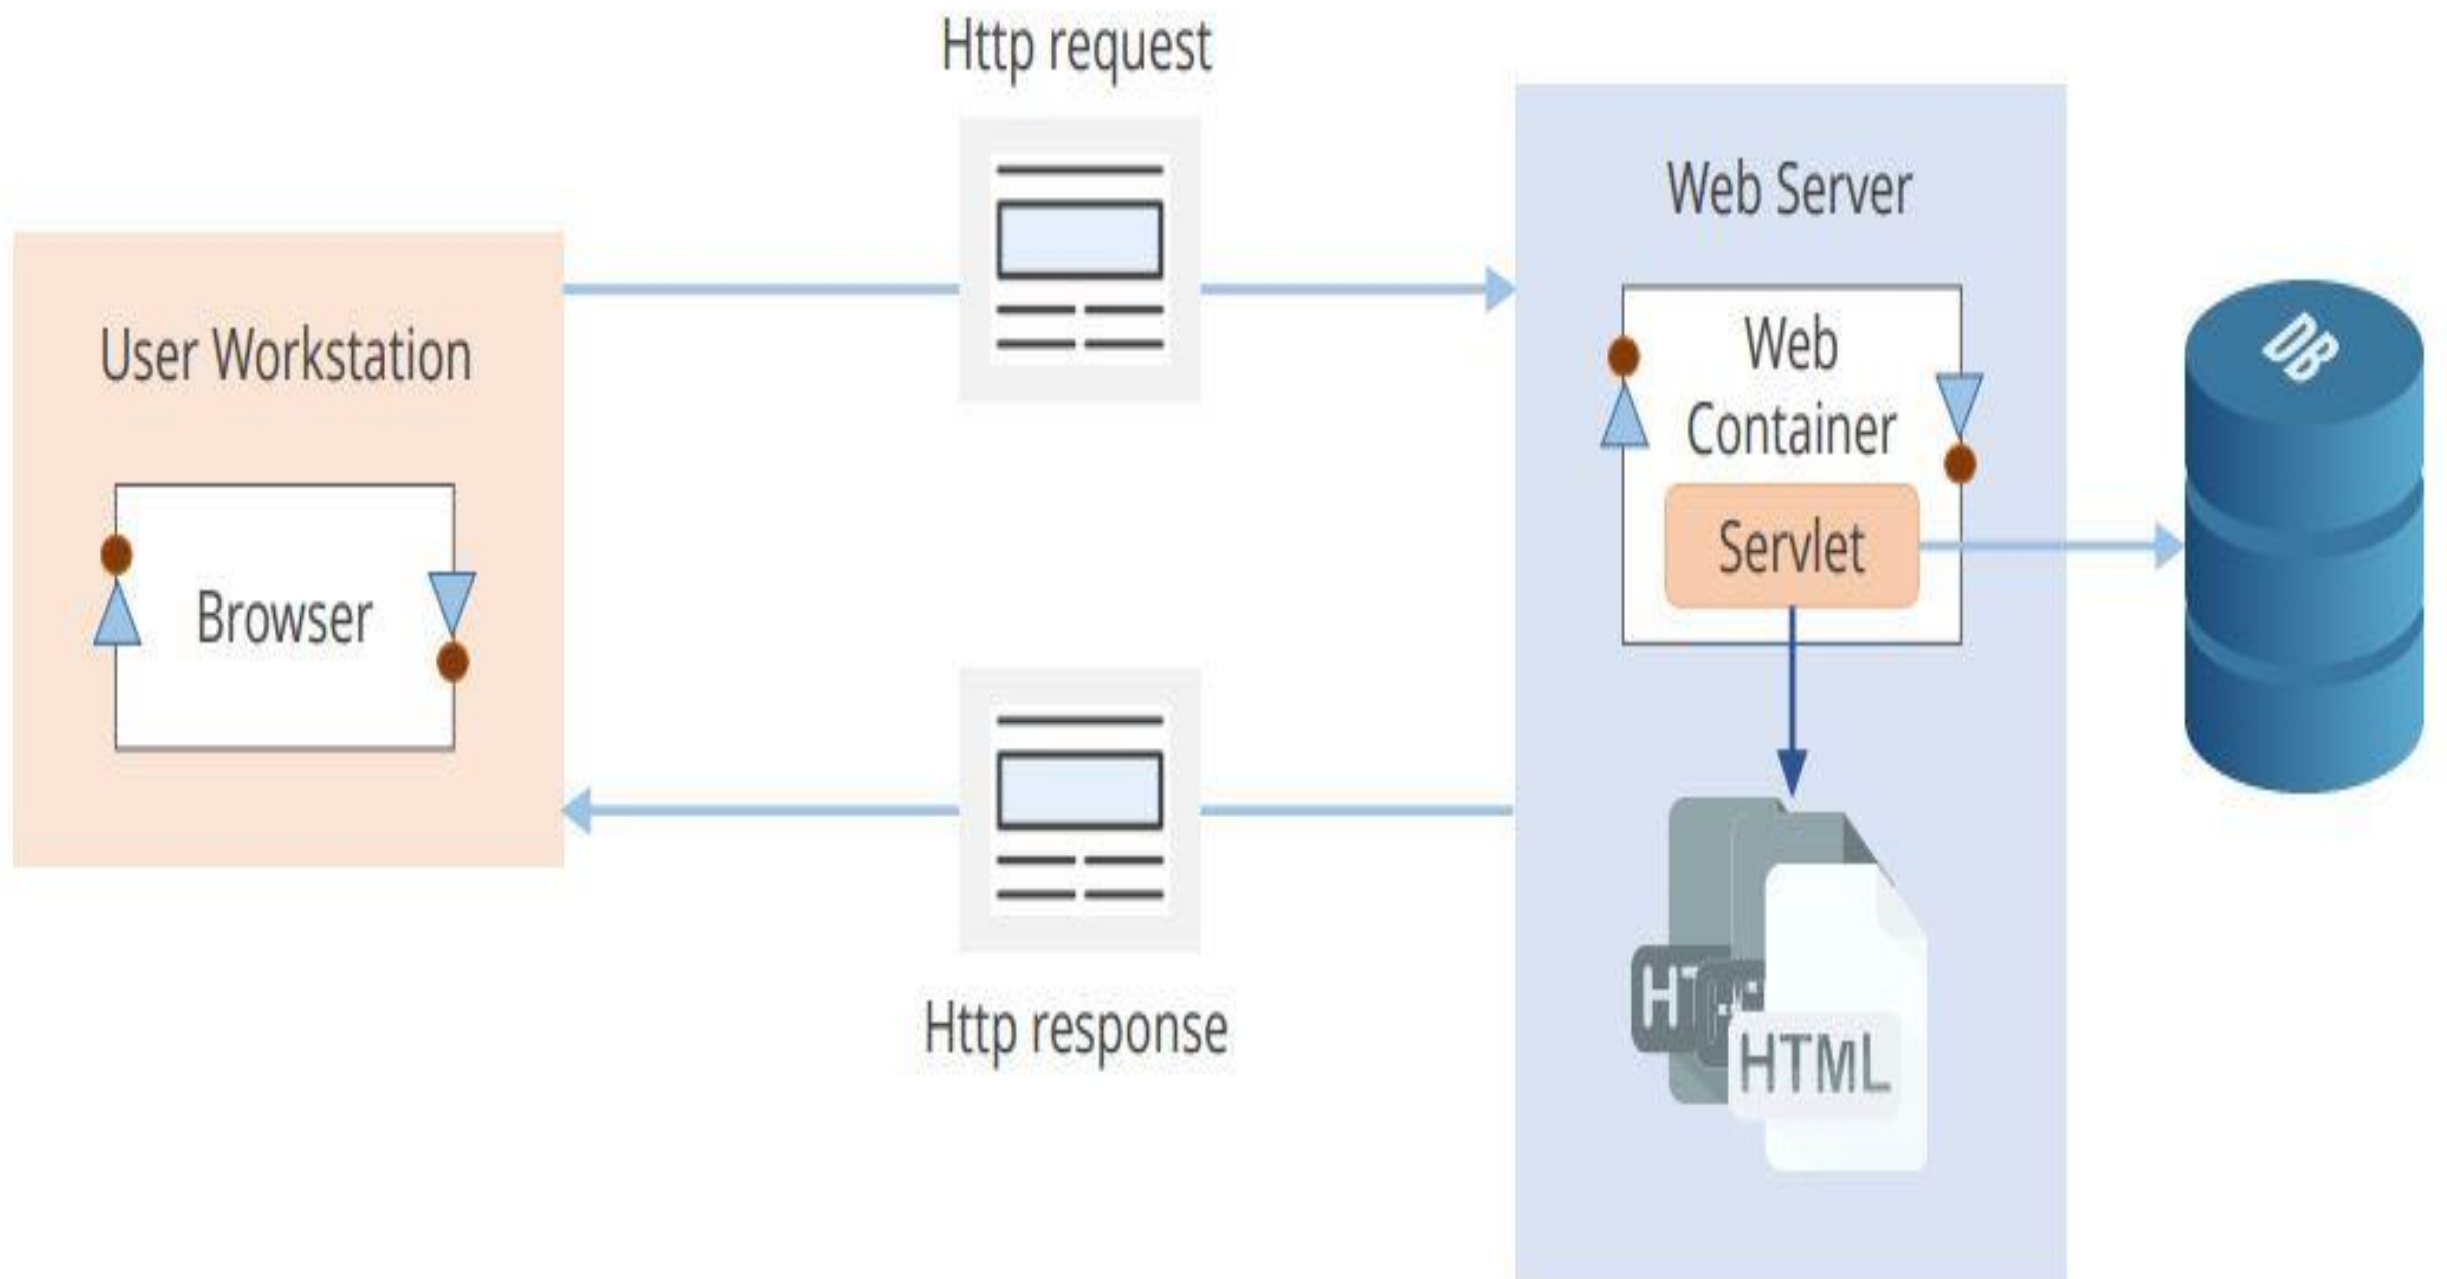 Http request
User Workstation
Browser
Web Server
Web
Container
Servlet
DB
Http response
HTML